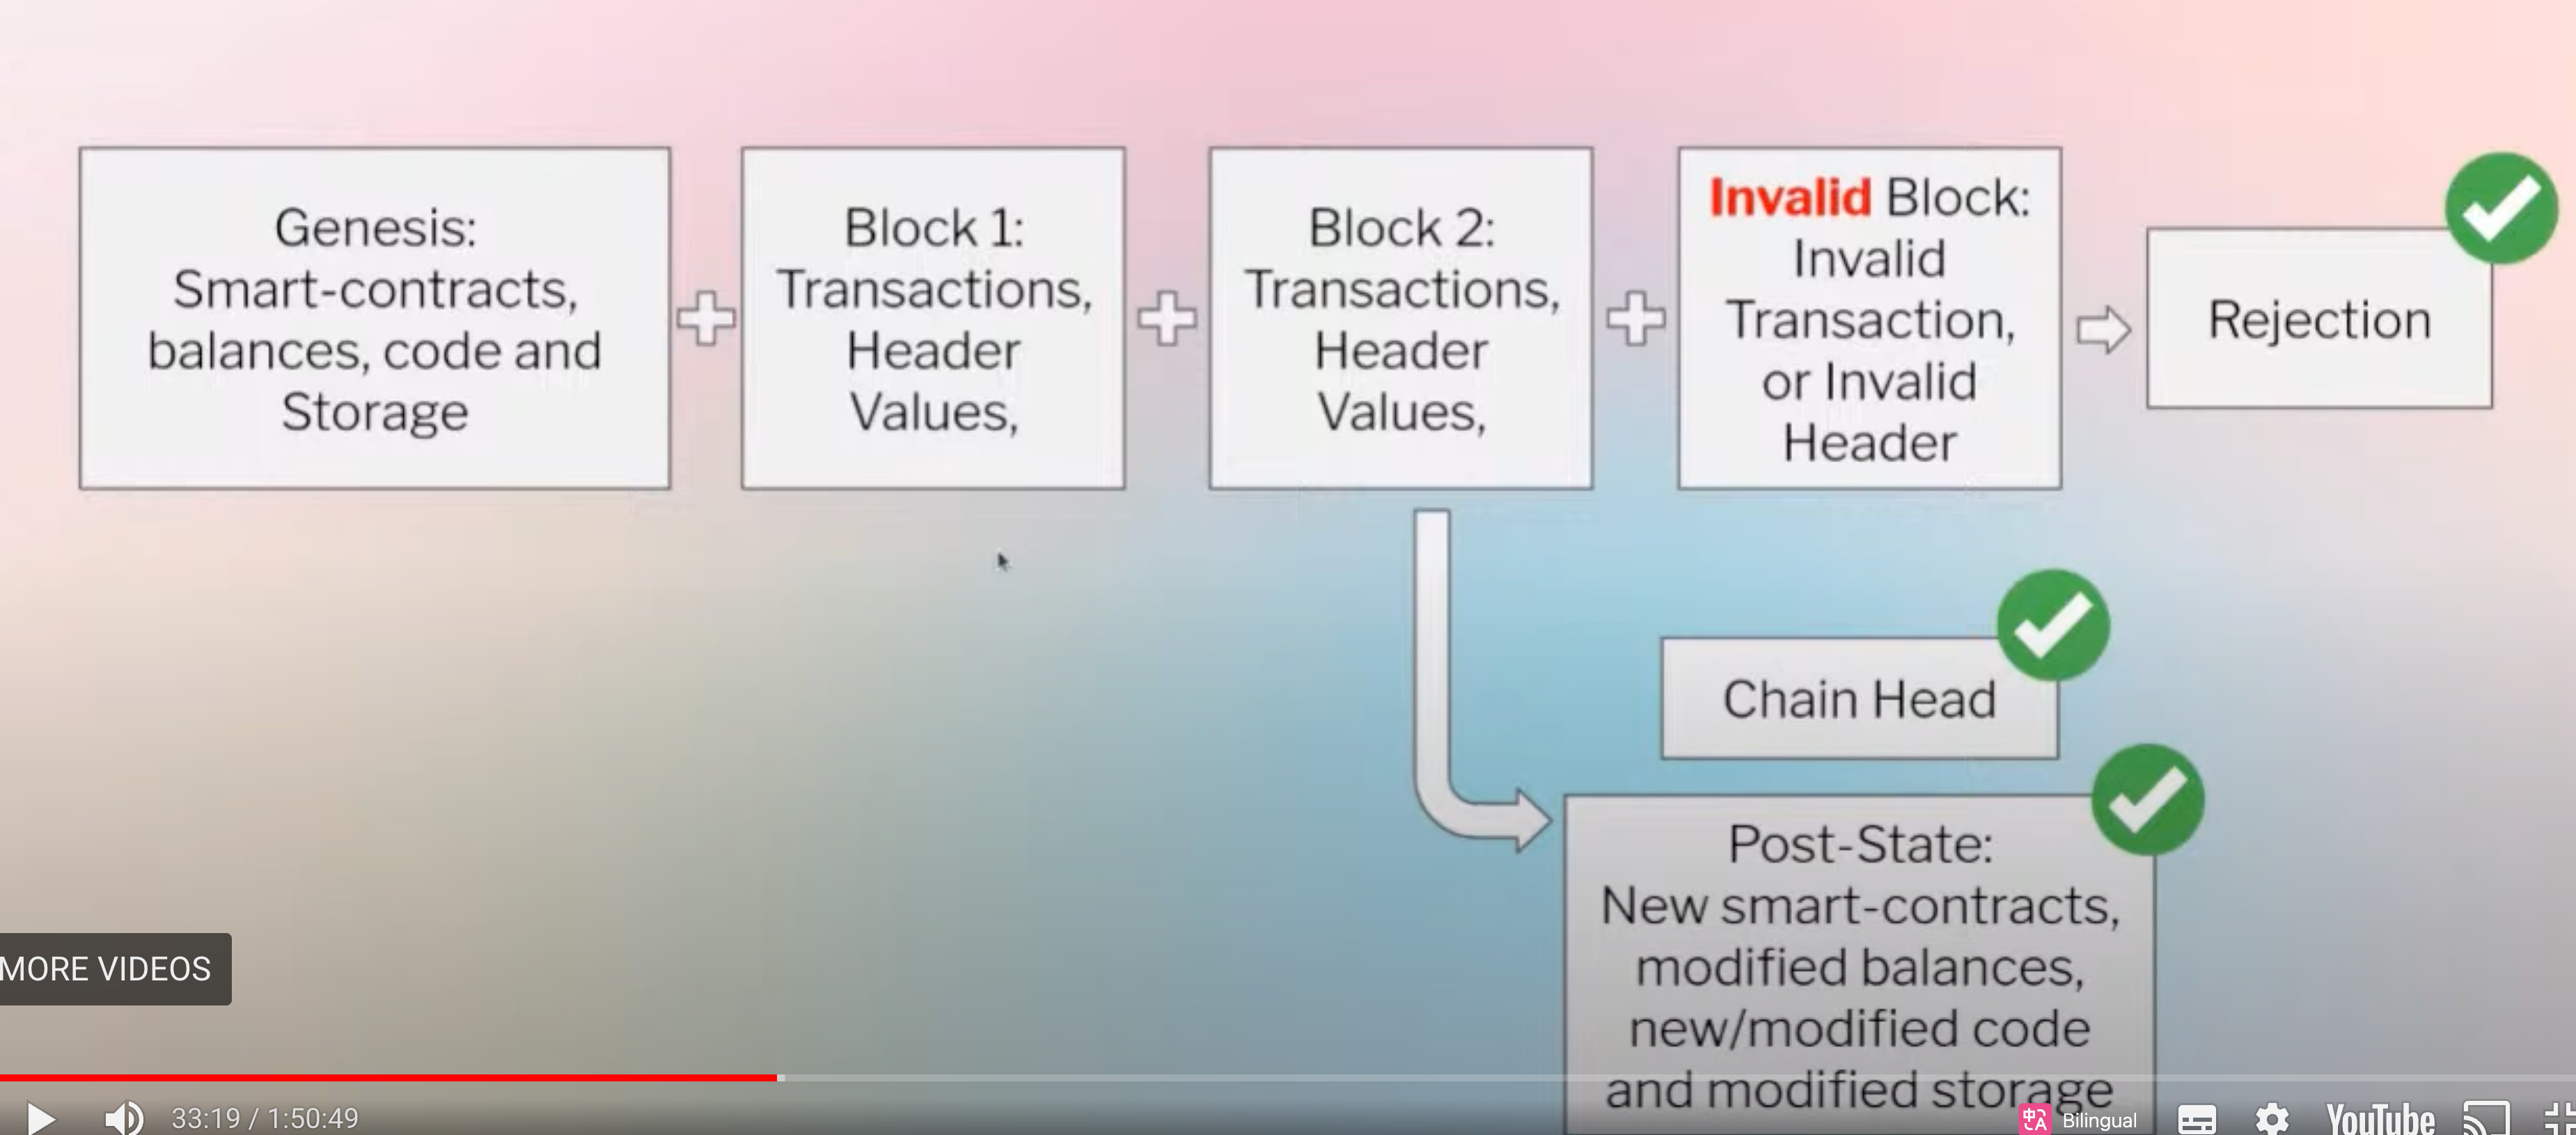 Genesis:
Smart-contracts,
balances, code and
Storage
Block 1:
Transactions,
Header
Values,
Block 2:
Transactions,
Header
Values,
Invalid Block:
Invalid
Transaction,
or Invalid
Header
Rejection
Chain Head
Post-State:
New smart-contracts,
modified balances,
new/modified code
and modified storage
MORE VIDEOS
33:19 / 1:50:49
中A
Bilingual
YouTube